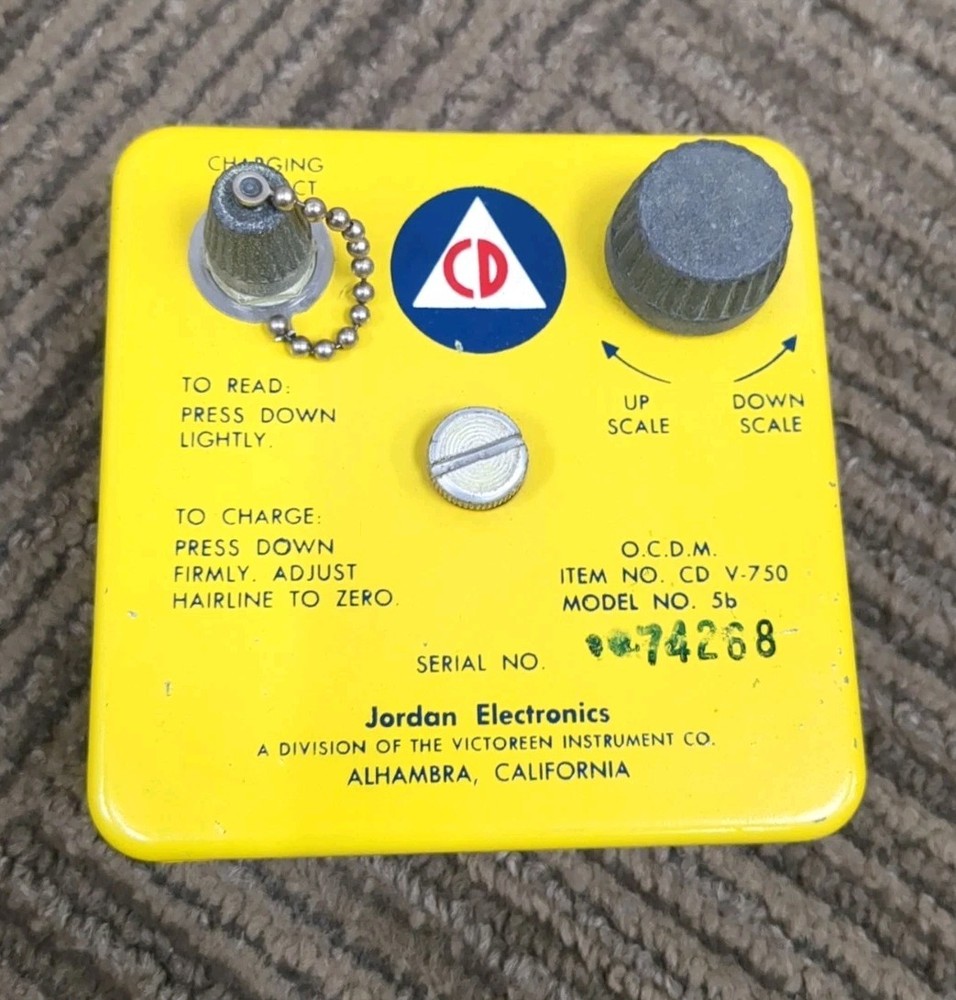 CHARGING
TO READ:
PRESS DOWN
LIGHTLY.
TO CHARGE:
PRESS DOWN
FIRMLY. ADJUST
HAIRLINE TO ZERO.
CD
UP
SCALE
DOWN
SCALE
O.C.D.M.
ITEM NO. CD V-750
MODEL NO. 5b
SERIAL NO. 74268
Jordan Electronics
A DIVISION OF THE VICTOREEN INSTRUMENT CO.
ALHAMBRA, CALIFORNIA